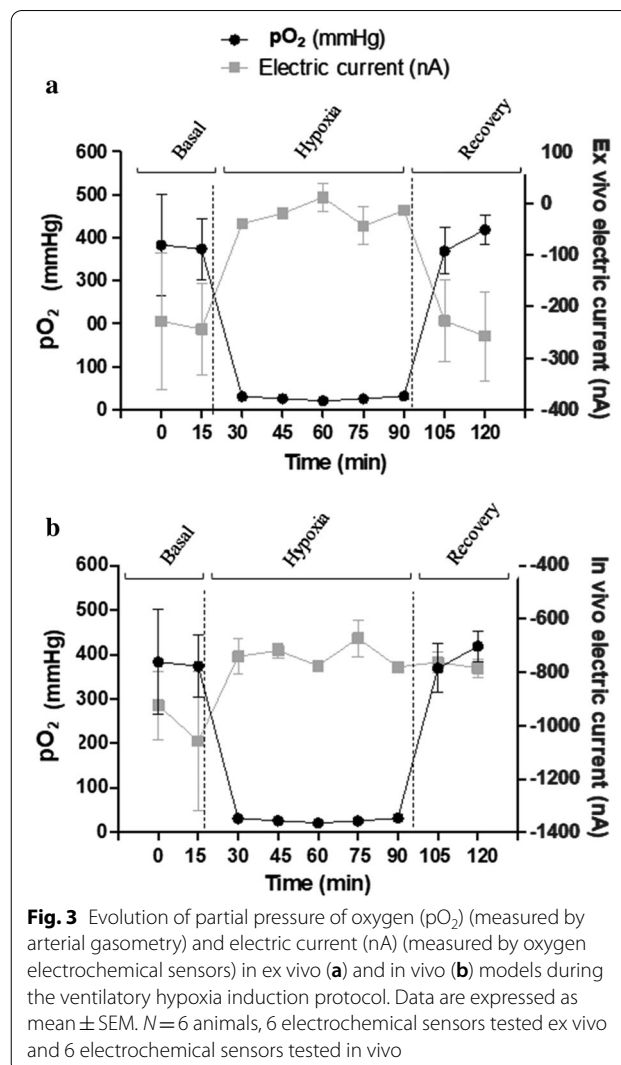 pO₂ (mmHg)
Electric current (nA)
a
Basal
Hypoxia
Recovery
600
500
400
300
00
100
0
pO₂ (mmHg)
100
0
-100
-200
-300
-400
Ex vivo electric current (nA)
0 15 30 45 60 75 90 105 120
Time (min)
b
Basal
Hypoxia
Recovery
600
500
400
300
200
100
0
pO₂ (mmHg)
-400
-600
-800
-1000
-1200
-1400
In vivo electric current (nA)
0 15 30 45 60 75 90 105 120
Time (min)
Fig. 3 Evolution of partial pressure of oxygen (pO₂) (measured by
arterial gasometry) and electric current (nA) (measured by oxygen
electrochemical sensors) in ex vivo (a) and in vivo (b) models during
the ventilatory hypoxia induction protocol. Data are expressed as
mean ± SEM. N = 6 animals, 6 electrochemical sensors tested ex vivo
and 6 electrochemical sensors tested in vivo